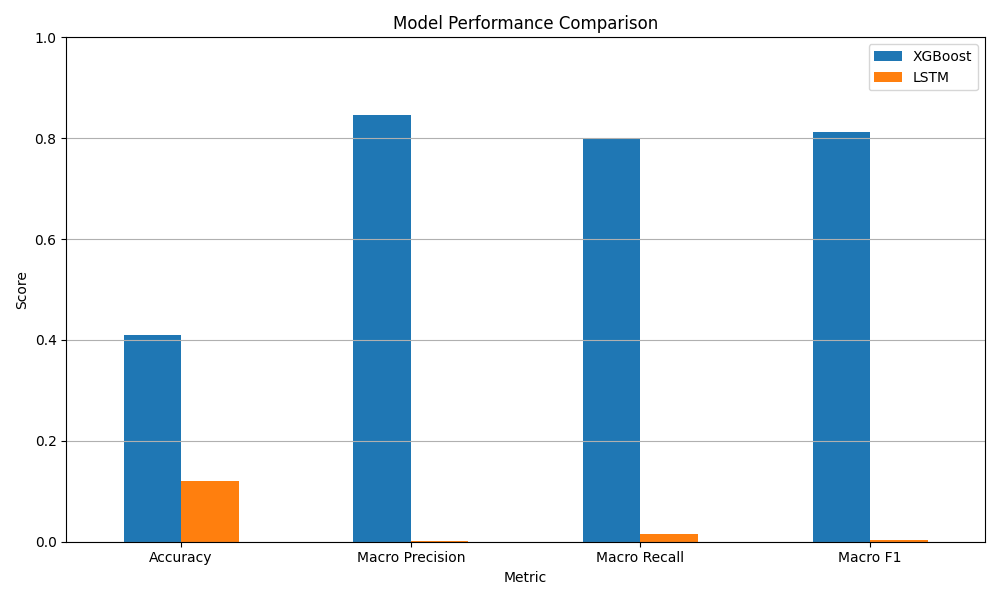 Model Performance Comparison
XGBoost
LSTM
Score
1.0
0.8
0.6
0.4
0.2
0.0
Accuracy
Macro Precision
Macro Recall
Macro F1
Metric